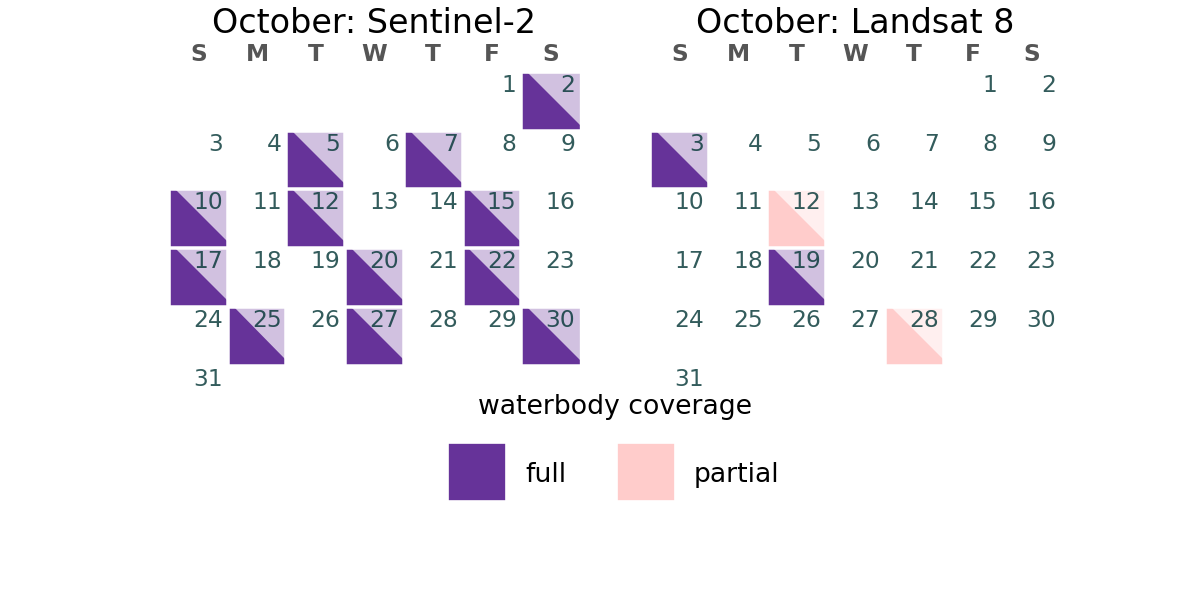 October: Sentinel-2
S M T W T F S
1 2
3 4 5 6 7 8 9
10 11 12 13 14 15 16
17 18 19 20 21 22 23
24 25 26 27 28 29 30
31
October: Landsat 8
S M T W T F S
1 2
3 4 5 6 7 8 9
10 11 12 13 14 15 16
17 18 19 20 21 22 23
24 25 26 27 28 29 30
31
waterbody coverage
full partial